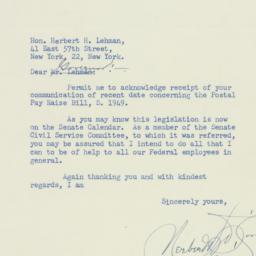 Hon. Herbert H. Lehman,
41 East 57th Street,
New York, 22, New York.
Governor:-
Dear Mr. Lehman:
Permit me to acknowledge receipt of your
communication of recent date concerning the Postal
Pay Raise Bill, S. 1949.
As you may know this legislation is now on
the Senate Calendar. As a member of the Senate
Civil Service Committee, to which it was referred,
you may be assured that I intend to do all that I
can to be of help to all our Federal employees in
general.
Again thanking you and with kindest
regards, I am
Sincerely yours,
Herbert